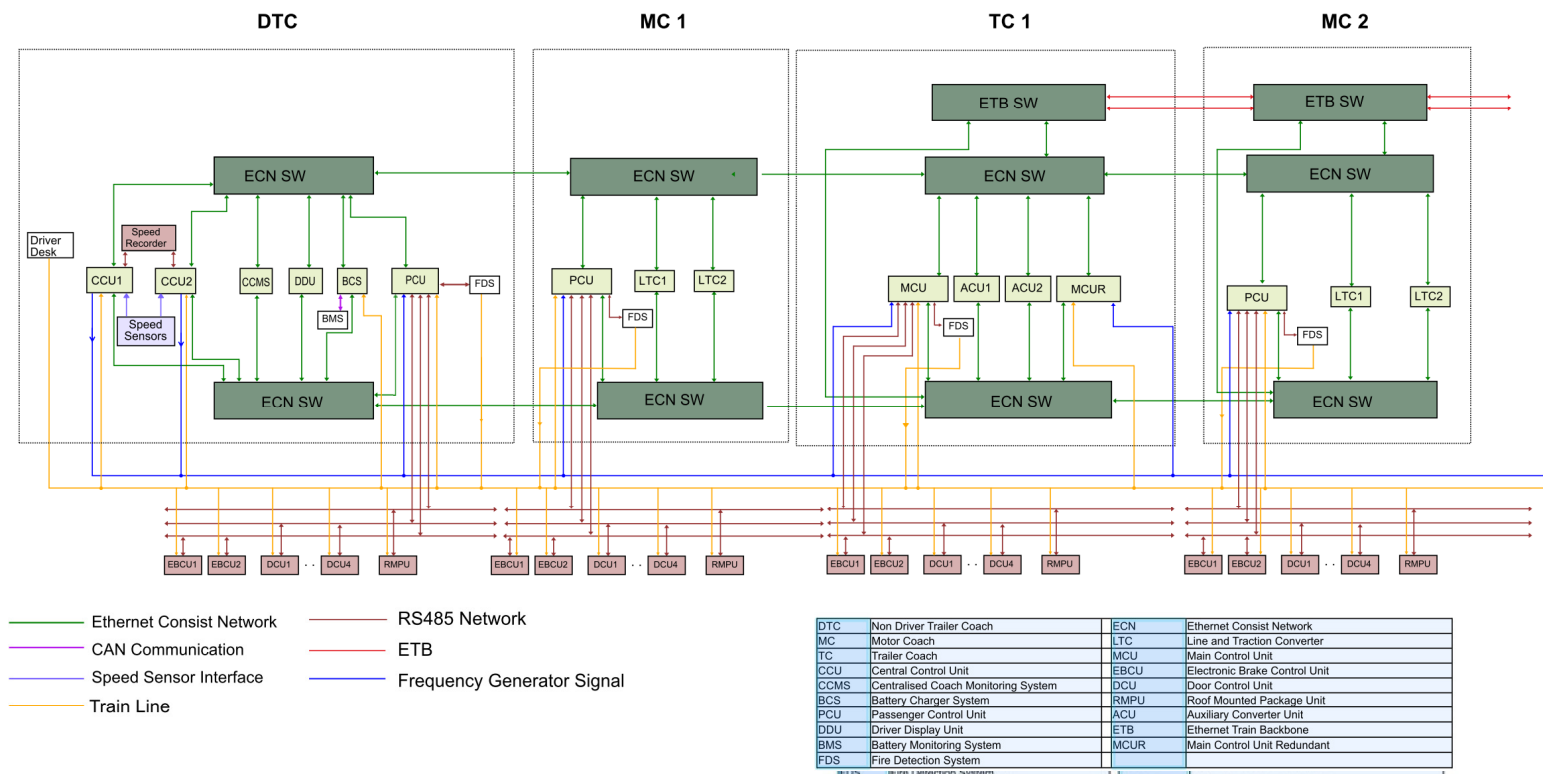 DTC
MC 1
TC 1
MC 2
ETB SW
ETB SW
ECN SW
ECN SW
ECN SW
ECN SW
Driver
Desk
Speed
Recorder
CCU1
CCU2
CCMS
DDU
BCS
PCU
FDS
BMS
Speed
Sensors
PCU
LTC1
LTC2
FDS
MCU
ACU1
ACU2
MCUR
FDS
PCU
LTC1
LTC2
FDS
ECN SW
ECN SW
ECN SW
ECN SW
EBCU1
EBCU2
DCU1
. .
DCU4
RMPU
EBCU1
EBCU2
DCU1
. .
DCU4
RMPU
EBCU1
EBCU2
DCU1
. .
DCU4
RMPU
EBCU1
EBCU2
DCU1
. .
DCU4
RMPU
Ethernet Consist Network
CAN Communication
Speed Sensor Interface
Train Line
RS485 Network
ETB
Frequency Generator Signal
DTC Non Driver Trailer Coach ECN Ethernet Consist Network
MC Motor Coach LTC Line and Traction Converter
TC Trailer Coach MCU Main Control Unit
CCU Central Control Unit EBCU Electronic Brake Control Unit
CCMS Centralised Coach Monitoring System DCU Door Control Unit
BCS Battery Charger System RMPU Roof Mounted Package Unit
PCU Passenger Control Unit ACU Auxiliary Converter Unit
DDU Driver Display Unit ETB Ethernet Train Backbone
BMS Battery Monitoring System MCUR Main Control Unit Redundant
FDS Fire Detection System